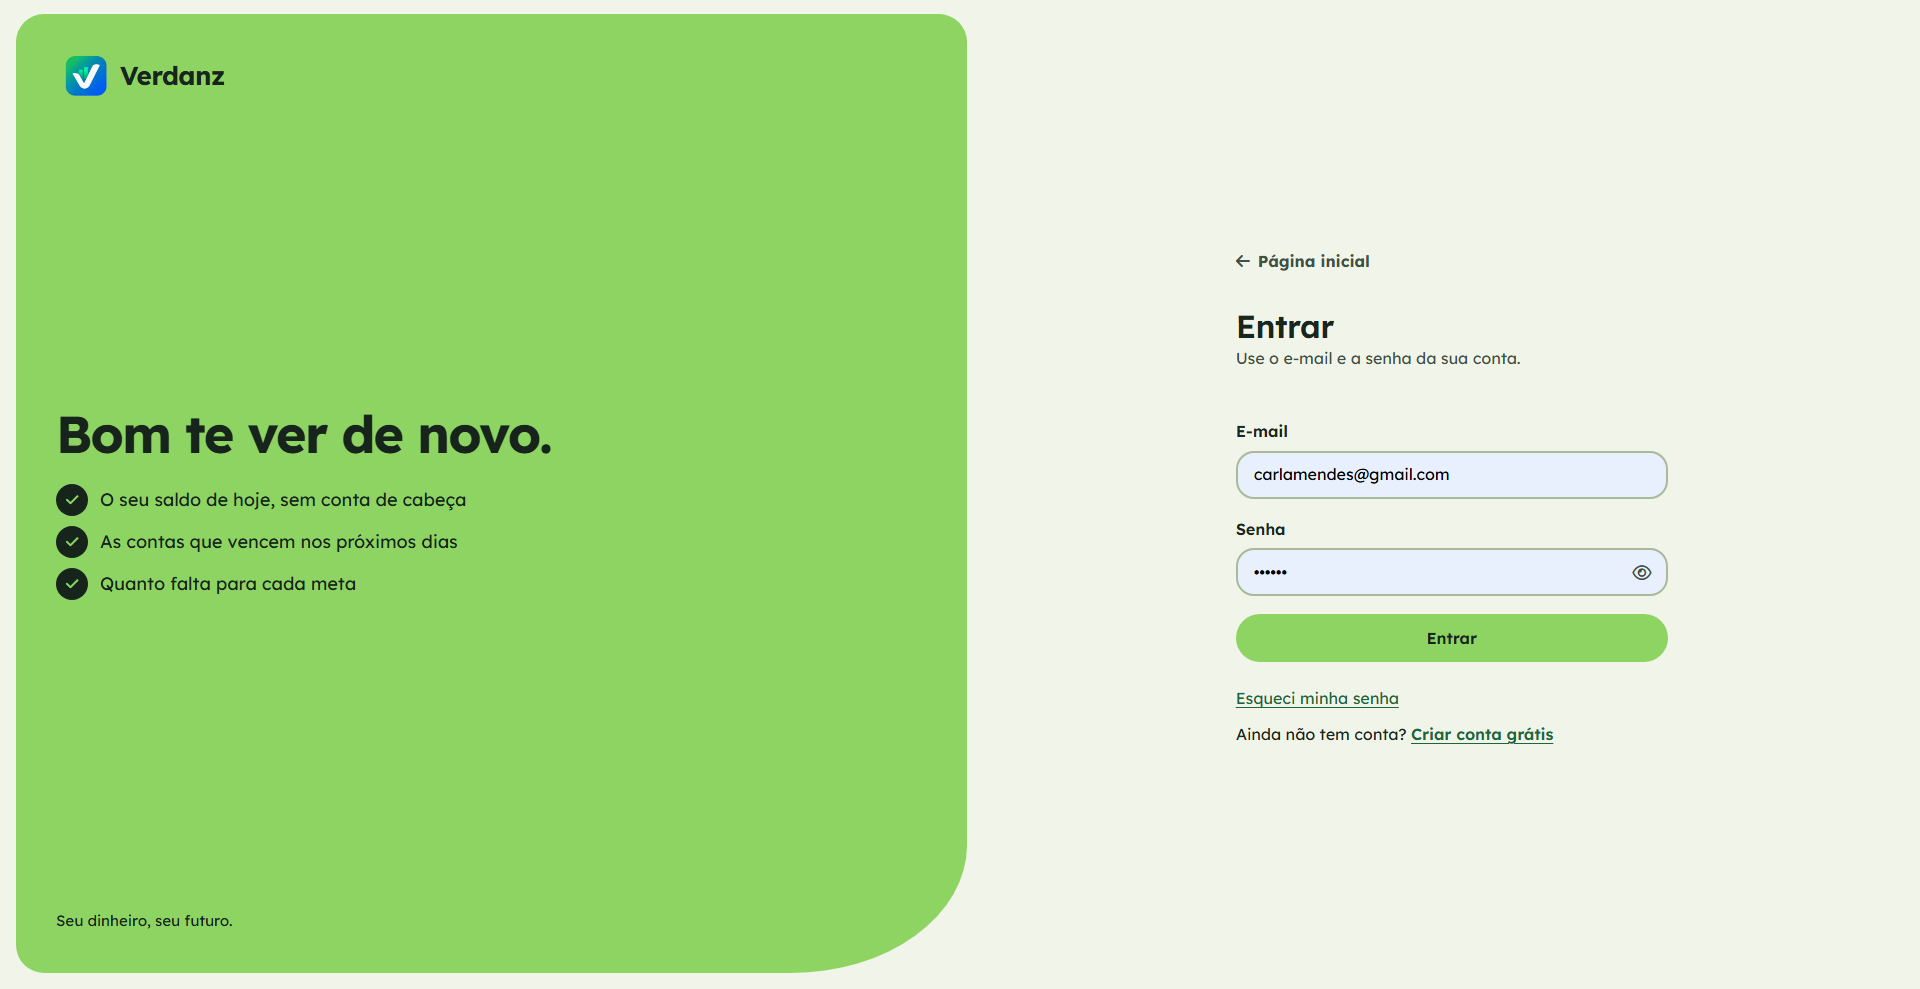 Verdanz
Bom te ver de novo.
O seu saldo de hoje, sem conta de cabeça
As contas que vencem nos próximos dias
Quanto falta para cada meta
Seu dinheiro, seu futuro.
Página inicial
Entrar
Use o e-mail e a senha da sua conta.
E-mail
carlamendes@gmail.com
Senha
••••••
Entrar
Esqueci minha senha
Ainda não tem conta? Criar conta grátis